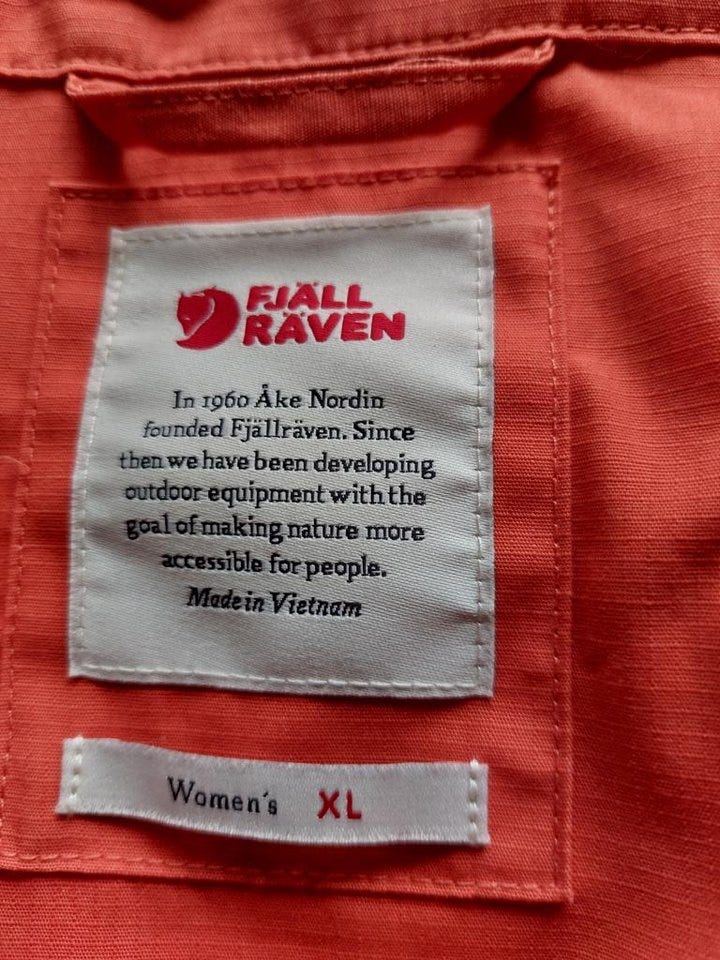 FJÄLL
RÄVEN
In 1960 Åke Nordin
founded Fjällräven. Since
then we have been developing
outdoor equipment with the
goal of making nature more
accessible for people.
Made in Vietnam
Women's XL